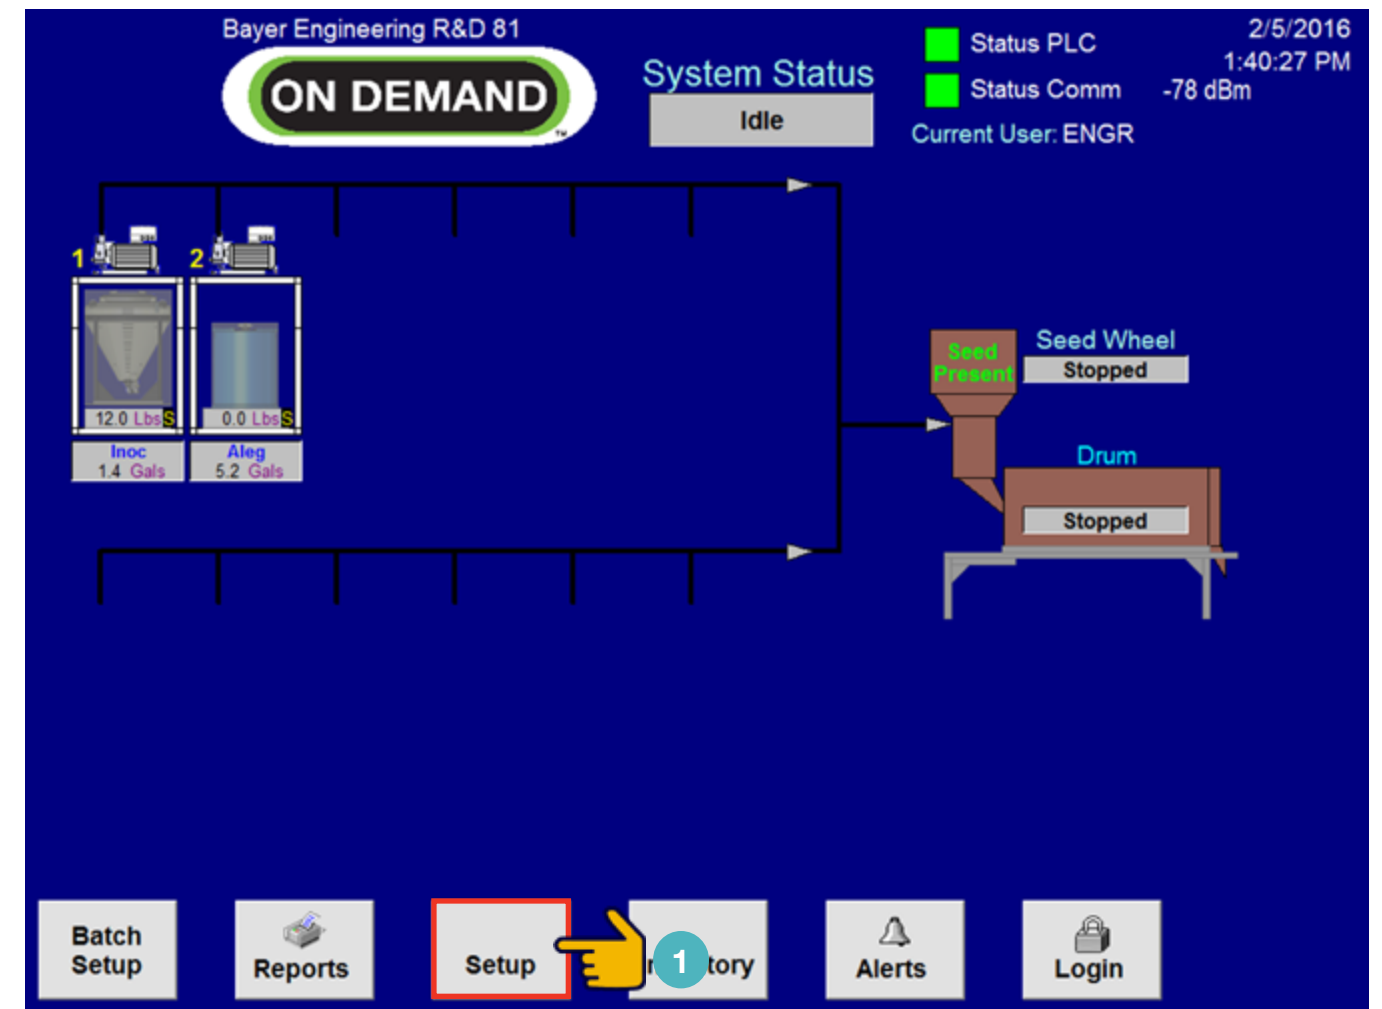 Bayer Engineering R&D 81
ON DEMAND
TM
System Status
Idle
Status PLC
Status Comm
-78 dBm
Current User: ENGR
2/5/2016
1:40:27 PM
1
2
12.0 Lbs S
0.0 Lbs S
Inoc
1.4 Gals
Aleg
5.2 Gals
Seed
Present
Seed Wheel
Stopped
Drum
Stopped
Batch
Setup
Reports
Setup
1
tory
Alerts
Login